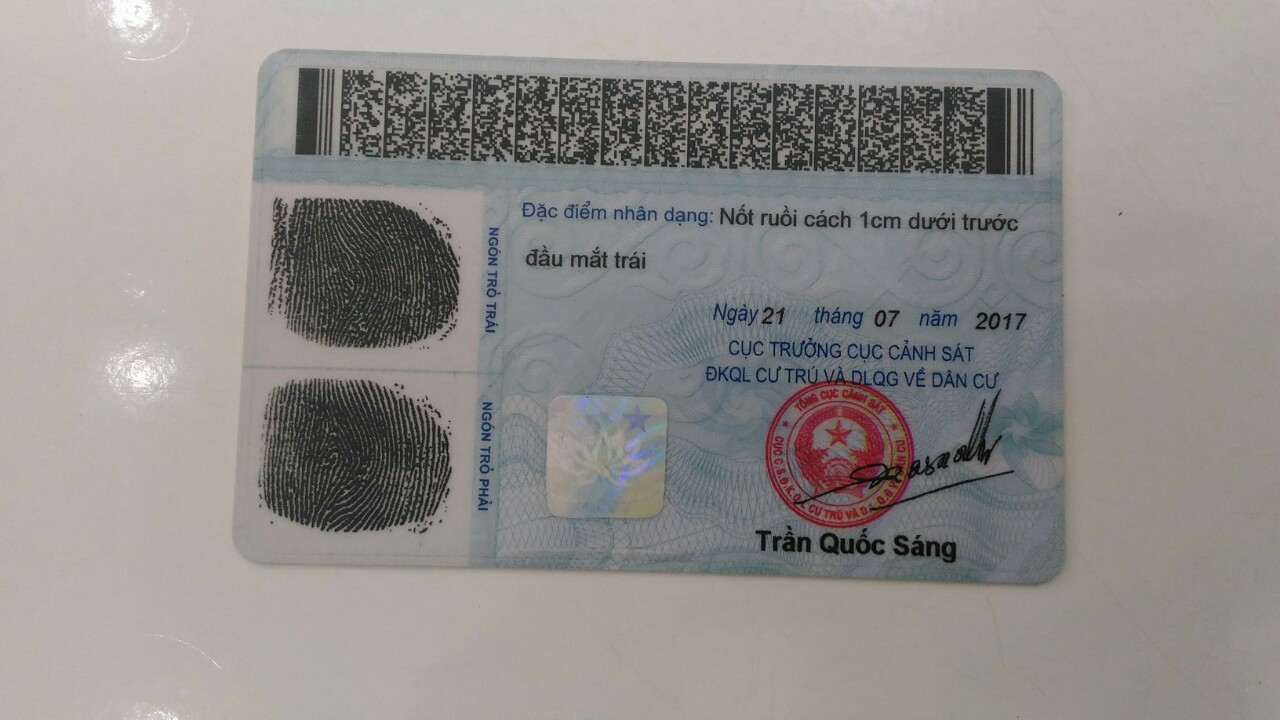 Đặc điểm nhân dạng: Nốt ruồi cách 1cm dưới trước
đầu mắt trái
NGÓN TRỎ TRÁI
NGÓN TRỎ PHẢI
Ngày 21 tháng 07 năm 2017
CỤC TRƯỞNG CỤC CẢNH SÁT
ĐKQL CƯ TRÚ VÀ DLQG VỀ DÂN CƯ
TỔNG CỤC CẢNH SÁT
CỤC C.S.Đ.K.Q.L CƯ TRÚ VÀ D.L.Q.G VỀ DÂN CƯ
Trần Quốc Sáng